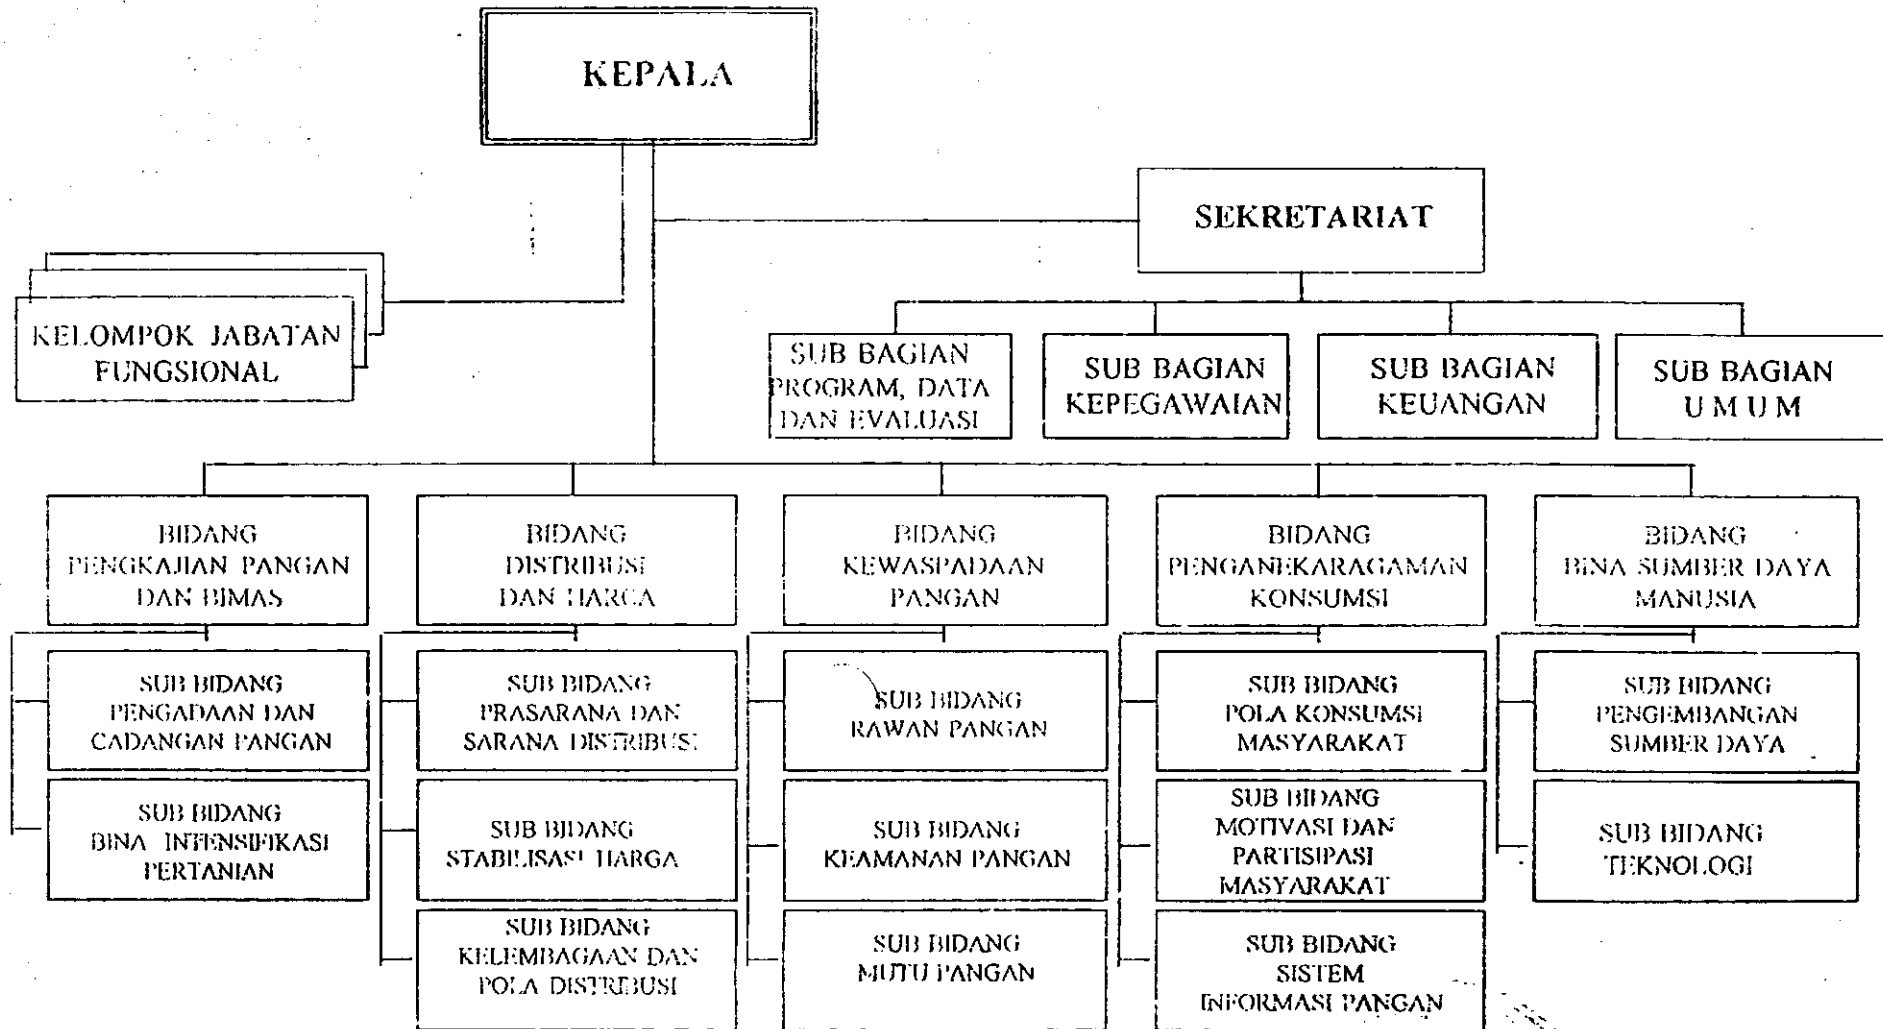 KEPALA
SEKRETARIAT
KELOMPOK JABATAN
FUNGSIONAL
SUB BAGIAN
PROGRAM, DATA
DAN EVALUASI
SUB BAGIAN
KEPEGAWAIAN
SUB BAGIAN
KEUANGAN
SUB BAGIAN
U M U M
BIDANG
PENGKAJIAN PANGAN
DAN BIMAS
BIDANG
DISTRIBUSI
DAN HARGA
BIDANG
KEWASPADAAN
PANGAN
BIDANG
PENGANEKARAGAMAN
KONSUMSI
BIDANG
BINA SUMBER DAYA
MANUSIA
SUB BIDANG
PENGADAAN DAN
CADANGAN PANGAN
SUB BIDANG
PRASARANA DAN
SARANA DISTRIBUSI
SUB BIDANG
RAWAN PANGAN
SUB BIDANG
POLA KONSUMSI
MASYARAKAT
SUB BIDANG
PENGEMBANGAN
SUMBER DAYA
SUB BIDANG
BINA INTENSIFIKASI
PERTANIAN
SUB BIDANG
STABILISASI HARGA
SUB BIDANG
KEAMANAN PANGAN
SUB BIDANG
MOTIVASI DAN
PARTISIPASI
MASYARAKAT
SUB BIDANG
TEKNOLOGI
SUB BIDANG
KELEMBAGAAN DAN
POLA DISTRIBUSI
SUB BIDANG
MUTU PANGAN
SUB BIDANG
SISTEM
INFORMASI PANGAN